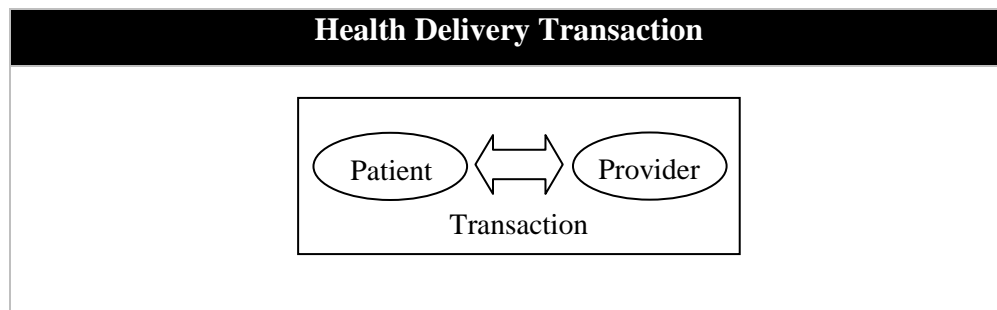 Health Delivery Transaction
Patient Provider
Transaction